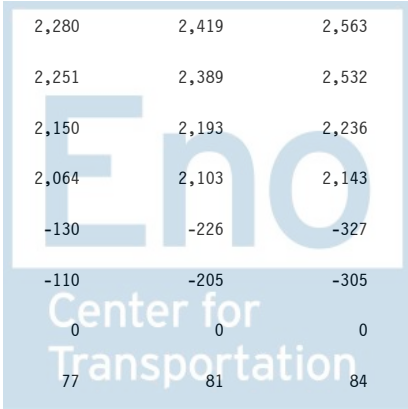 2,280 2,419 2,563
2,251 2,389 2,532
2,150 2,193 2,236
2,064 2,103 2,143
-130 -226 -327
-110 -205 -305
0 0 0
77 81 84
Eno
Center for
Transportation